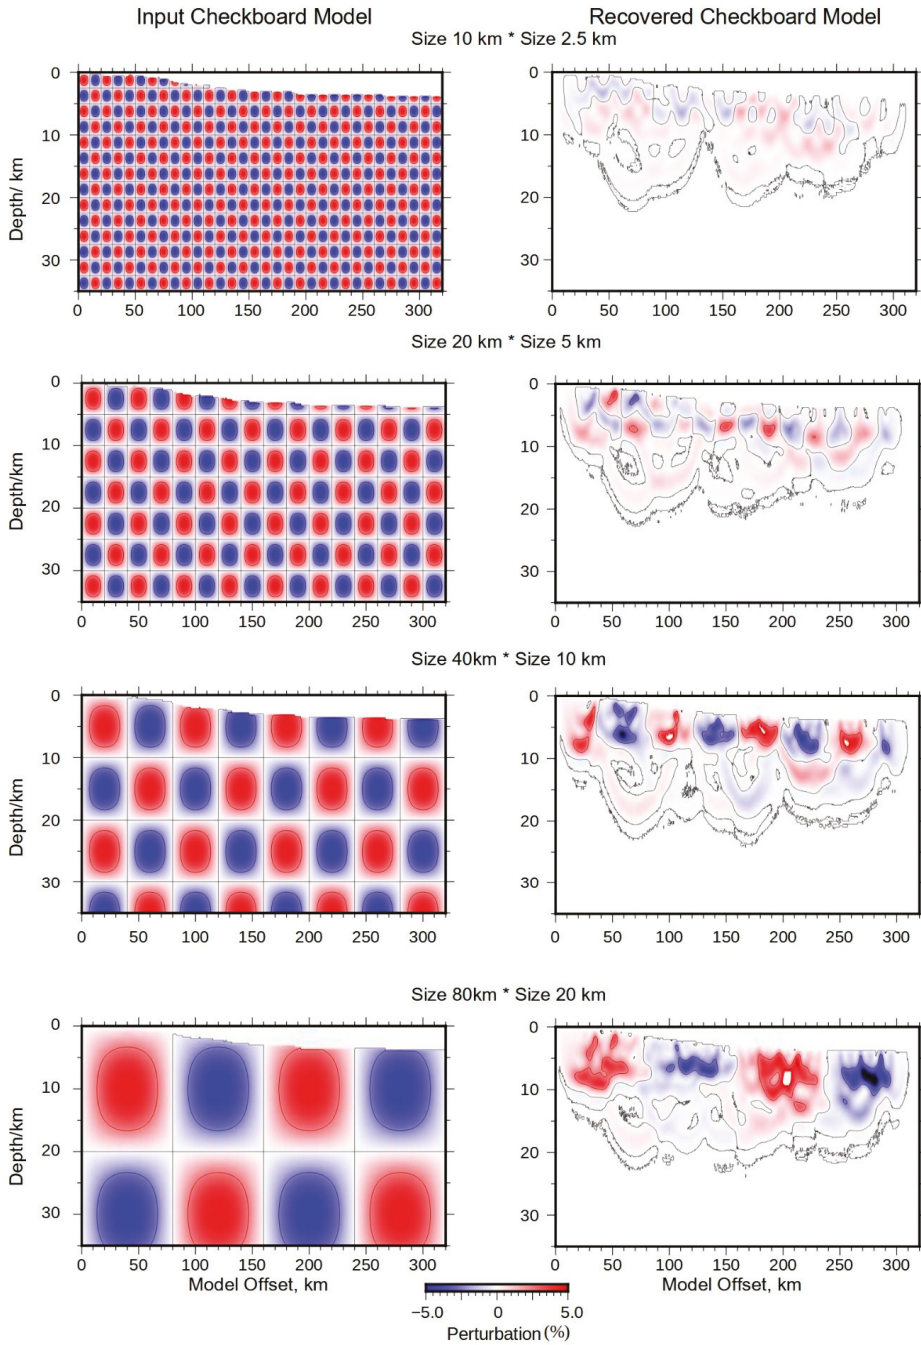 Input Checkboard Model Recovered Checkboard Model
Size 10 km * Size 2.5 km
0 0
10 10
20 20
30 30
Depth/ km
0 50 100 150 200 250 300 0 50 100 150 200 250 300
Size 20 km * Size 5 km
0 0
10 10
20 20
30 30
Depth/km
0 50 100 150 200 250 300 0 50 100 150 200 250 300
Size 40km * Size 10 km
0 0
10 10
20 20
30 30
Depth/km
0 50 100 150 200 250 300 0 50 100 150 200 250 300
Size 80km * Size 20 km
0 0
10 10
20 20
30 30
Depth/km
0 50 100 150 200 250 300 0 50 100 150 200 250 300
Model Offset, km Model Offset, km
−5.0 0 5.0
Perturbation (%)